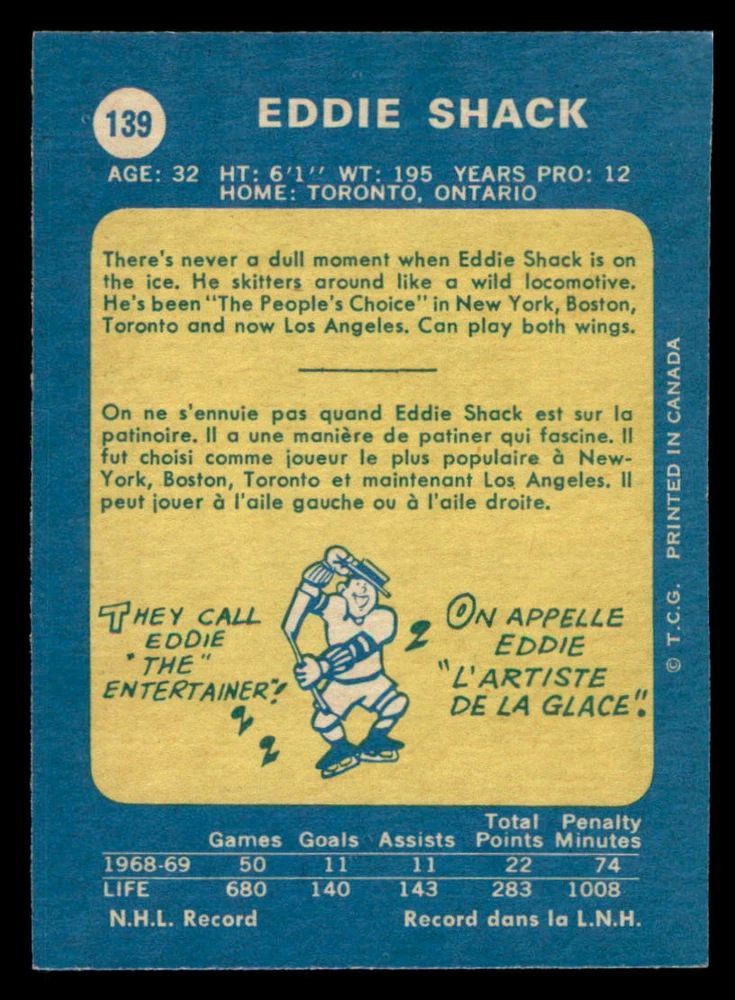 139
EDDIE SHACK
AGE: 32 HT: 6'1'' WT: 195 YEARS PRO: 12
HOME: TORONTO, ONTARIO
There's never a dull moment when Eddie Shack is on
the ice. He skitters around like a wild locomotive.
He's been "The People's Choice" in New York, Boston,
Toronto and now Los Angeles. Can play both wings.
On ne s'ennuie pas quand Eddie Shack est sur la
patinoire. Il a une manière de patiner qui fascine. Il
fut choisi comme joueur le plus populaire à New-
York, Boston, Toronto et maintenant Los Angeles. Il
peut jouer à l'aile gauche ou à l'aile droite.
THEY CALL
EDDIE
"THE"
ENTERTAINER"!
ON APPELLE
EDDIE
"L'ARTISTE
DE LA GLACE"!
© T.C.G. PRINTED IN CANADA
Total Penalty
Games Goals Assists Points Minutes
1968-69 50 11 11 22 74
LIFE 680 140 143 283 1008
N.H.L. Record Record dans la L.N.H.